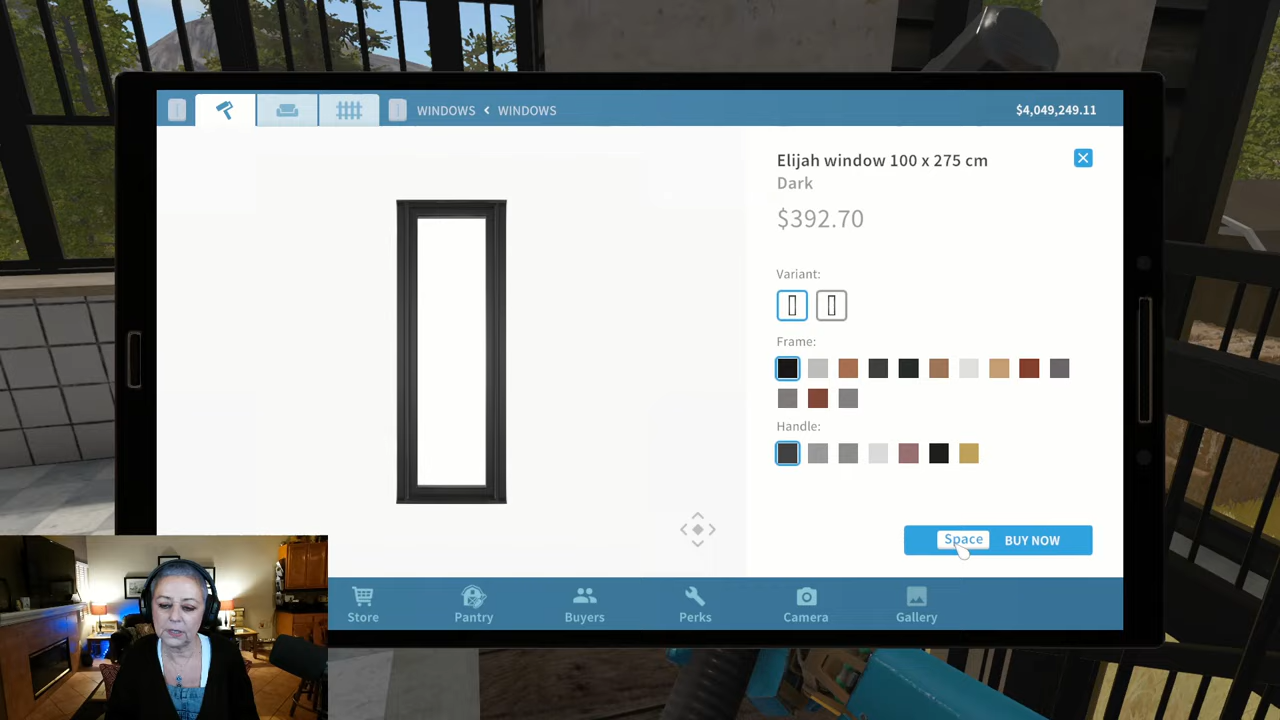 WINDOWS < WINDOWS
$4,049,249.11
Elijah window 100 x 275 cm
Dark
$392.70
Variant:
Frame:
Handle:
Space BUY NOW
Store
Pantry
Buyers
Perks
Camera
Gallery